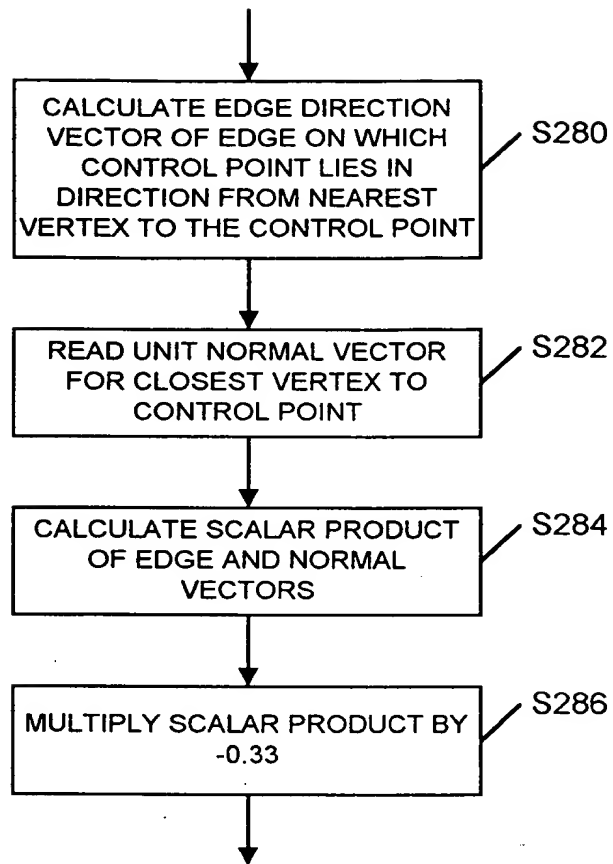 CALCULATE EDGE DIRECTION
VECTOR OF EDGE ON WHICH
CONTROL POINT LIES IN
DIRECTION FROM NEAREST
VERTEX TO THE CONTROL POINT
S280
READ UNIT NORMAL VECTOR
FOR CLOSEST VERTEX TO
CONTROL POINT
S282
CALCULATE SCALAR PRODUCT
OF EDGE AND NORMAL
VECTORS
S284
MULTIPLY SCALAR PRODUCT BY
-0.33
S286